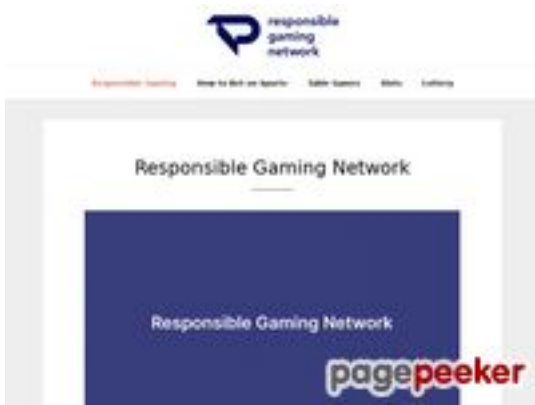 responsible
gaming
network
Responsible Gaming How to Bet on Sports Table Games Slots Lottery
Responsible Gaming Network
Responsible Gaming Network
pagepeeker